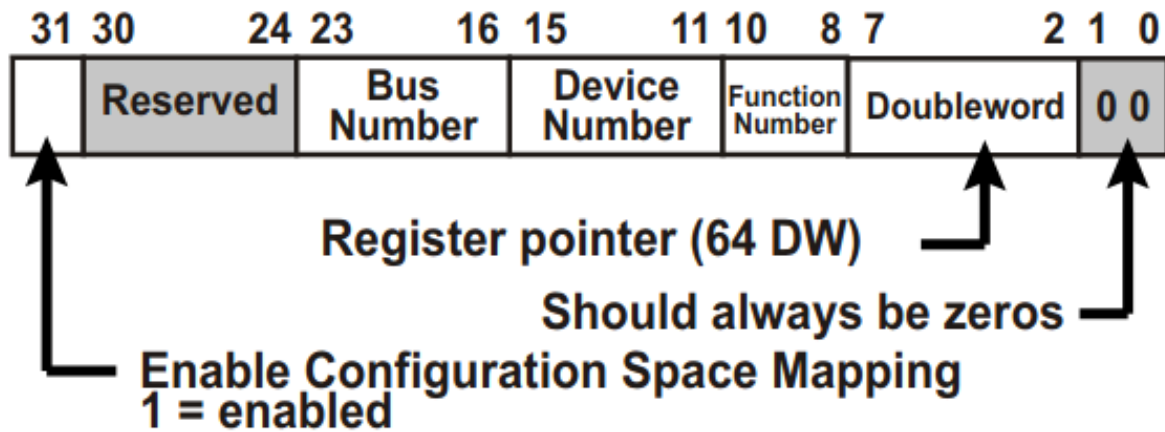 31 30 24 23 16 15 11 10 8 7 2 1 0
Reserved
Bus
Number
Device
Number
Function
Number
Doubleword
0 0
Register pointer (64 DW)
Should always be zeros
Enable Configuration Space Mapping
1 = enabled